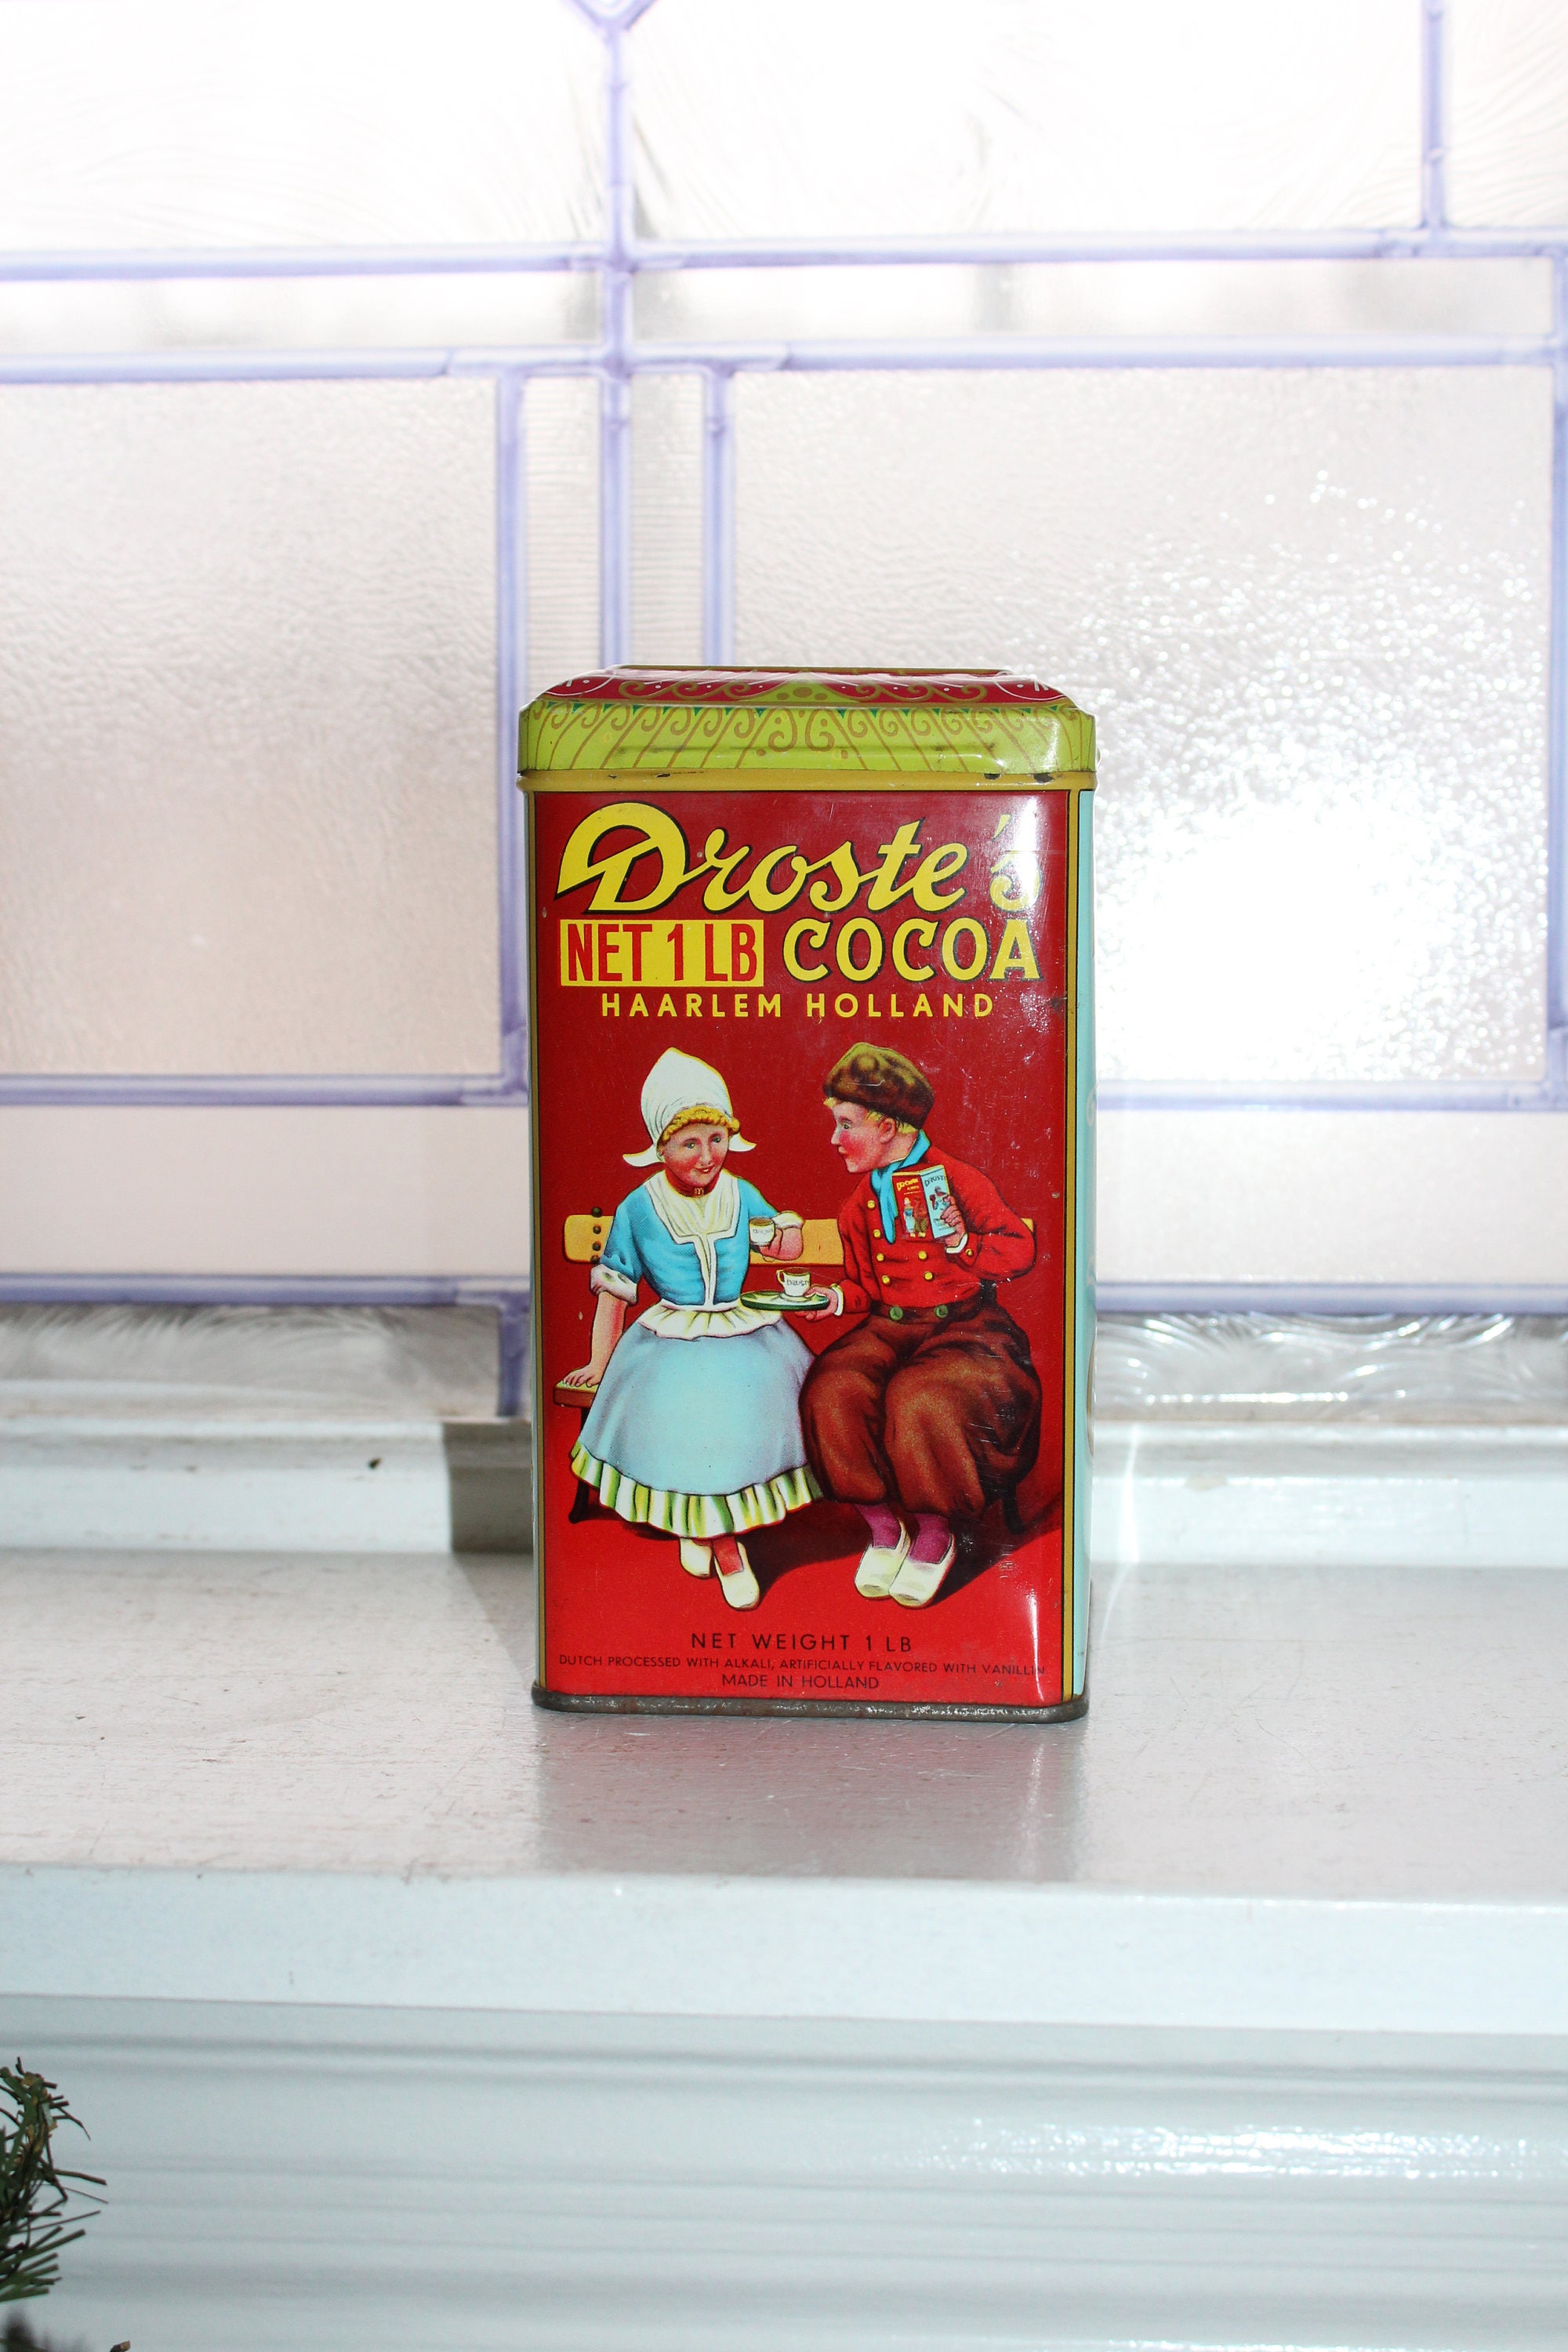 Droste's
NET 1 LB COCOA
HAARLEM HOLLAND
NET WEIGHT 1 LB
DUTCH PROCESSED WITH ALKALI, ARTIFICIALLY FLAVORED WITH VANILLIN
MADE IN HOLLAND